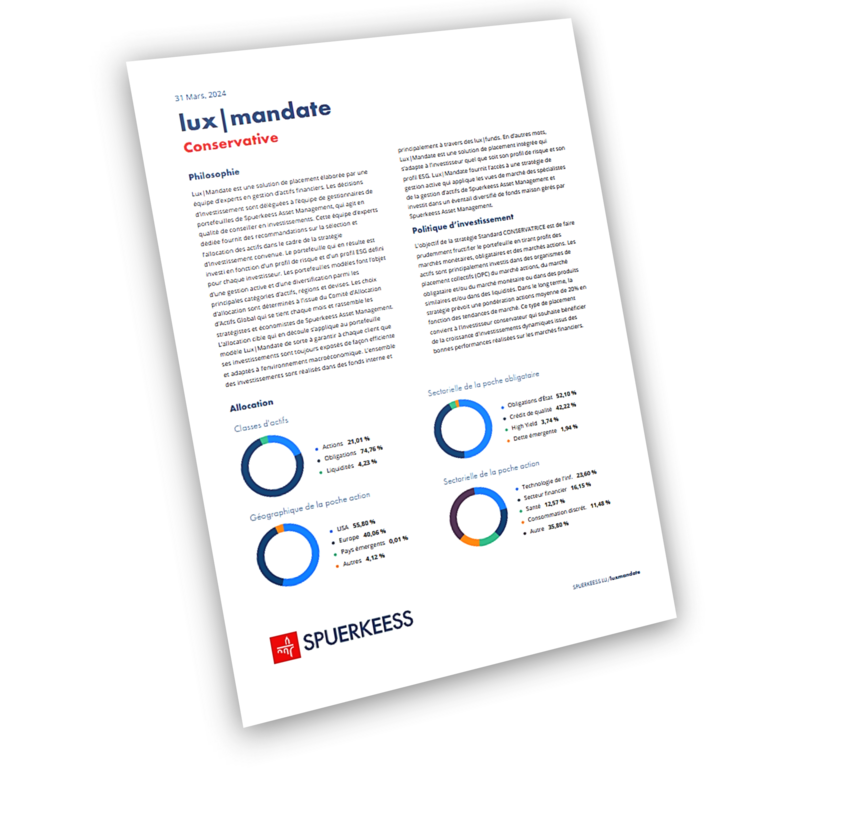 31 Mars, 2024
lux|mandate
Conservative
Philosophie
Lux|Mandate est une solution de placement élaborée par une
équipe d'experts en gestion d'actifs financiers. Les décisions
d'investissement sont déléguées à l'équipe de gestionnaires de
portefeuilles de Spuerkeess Asset Management, qui agit en
qualité de conseiller en investissements. Cette équipe d'experts
dédiée fournit des recommandations sur la sélection et
l'allocation des actifs dans le cadre de la stratégie
d'investissement convenue. Le portefeuille qui en résulte est
investi en fonction d'un profil de risque et d'un profil ESG défini
pour chaque investisseur. Les portefeuilles modèles font l'objet
d'une gestion active et d'une diversification parmi les
principales catégories d'actifs, régions et devises. Les choix
d'allocation sont déterminés à l'issue du Comité d'Allocation
d'Actifs Global qui se tient chaque mois et rassemble les
stratégistes et économistes de Spuerkeess Asset Management.
L'allocation cible qui en découle s'applique au portefeuille
modèle Lux|Mandate de sorte à garantir à chaque client que
ses investissements sont toujours exposés de façon efficiente
et adaptés à l'environnement macroéconomique. L'ensemble
des investissements sont réalisés dans des fonds interne et
principalement à travers des lux|funds. En d'autres mots,
Lux|Mandate est une solution de placement intégrée qui
s'adapte à l'investisseur quel que soit son profil de risque et son
profil ESG. Lux|Mandate fournit l'accès à une stratégie de
gestion active qui applique les vues de marché des spécialistes
de la gestion d'actifs de Spuerkeess Asset Management et
investit dans un éventail diversifié de fonds maison gérés par
Spuerkeess Asset Management.
Politique d'investissement
L'objectif de la stratégie Standard CONSERVATRICE est de faire
prudemment fructifier le portefeuille en tirant profit des
marchés monétaires, obligataires et des marchés actions. Les
actifs sont principalement investis dans des organismes de
placement collectifs (OPC) du marché actions, du marché
obligataire et/ou du marché monétaire ou dans des produits
similaires et/ou dans des liquidités. Dans le long terme, la
stratégie prévoit une pondération actions moyenne de 20% en
fonction des tendances de marché. Ce type de placement
convient à l'investisseur conservateur qui souhaite bénéficier
de la croissance d'investissements dynamiques issus des
bonnes performances réalisées sur les marchés financiers.
Allocation
Classes d'actifs
Actions 21,01 %
Obligations 74,76 %
Liquidités 4,23 %
Géographique de la poche action
USA 55,80 %
Europe 40,06 %
Pays émergents 0,01 %
Autres 4,12 %
Sectorielle de la poche obligataire
Obligations d'État 52,10 %
Crédit de qualité 42,22 %
High Yield 3,74 %
Dette émergente 1,94 %
Sectorielle de la poche action
Technologie de l'inf. 23,60 %
Secteur financier 16,15 %
Santé 12,57 %
Consommation discrét. 11,48 %
Autre 35,80 %
SPUERKEESS
SPUERKEESS.LU/luxmandate